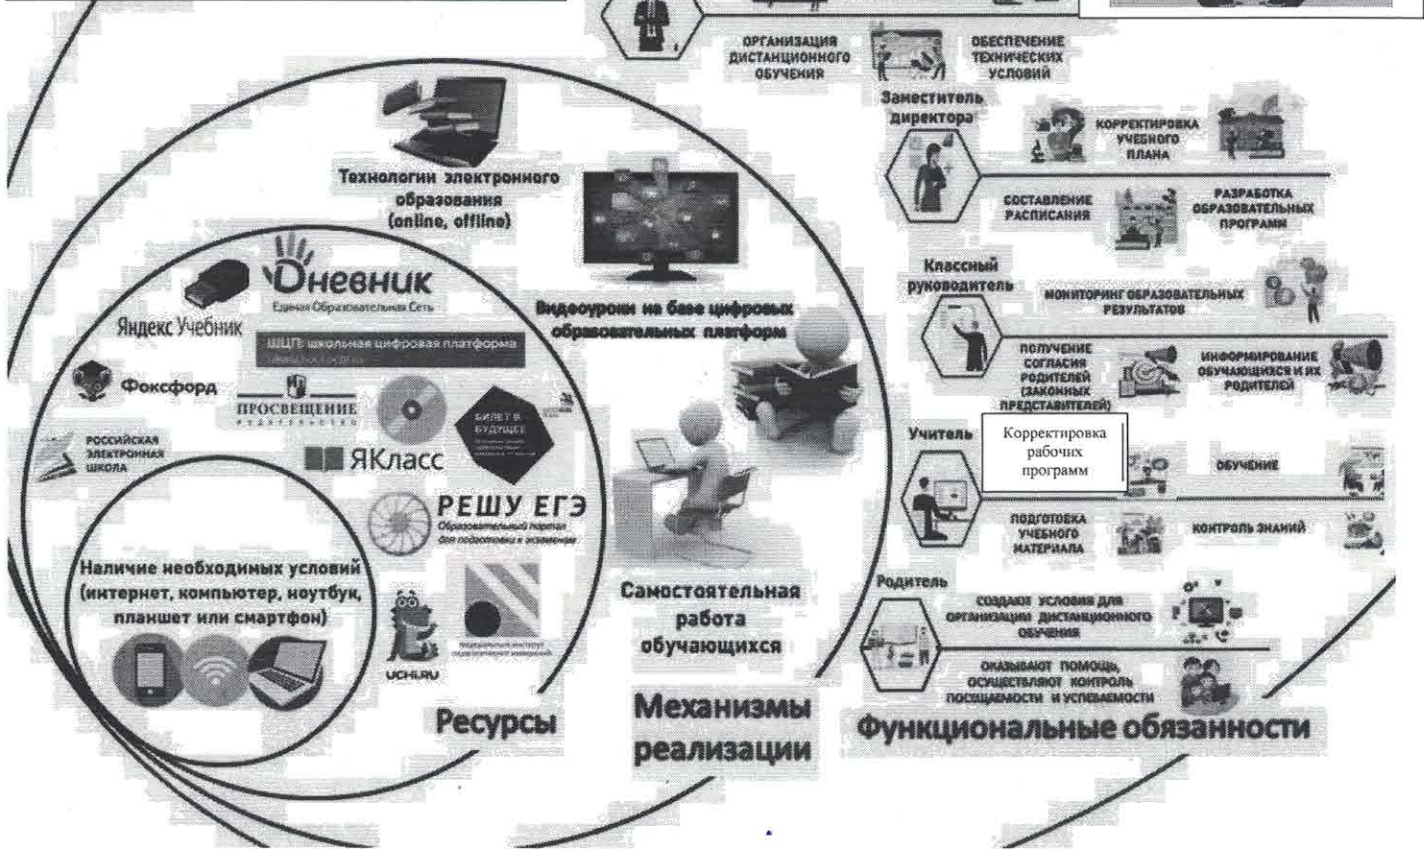 ОРГАНИЗАЦИЯ
ДИСТАНЦИОННОГО
ОБУЧЕНИЯ
ОБЕСПЕЧЕНИЕ
ТЕХНИЧЕСКИХ
УСЛОВИЙ
Заместитель
директора
КОРРЕКТИРОВКА
УЧЕБНОГО
ПЛАНА
СОСТАВЛЕНИЕ
РАСПИСАНИЯ
РАЗРАБОТКА
ОБРАЗОВАТЕЛЬНЫХ
ПРОГРАММ
Классный
руководитель
МОНИТОРИНГ ОБРАЗОВАТЕЛЬНЫХ
РЕЗУЛЬТАТОВ
ПОЛУЧЕНИЕ
СОГЛАСИЯ
РОДИТЕЛЕЙ
(ЗАКОННЫХ
ПРЕДСТАВИТЕЛЕЙ)
ИНФОРМИРОВАНИЕ
ОБУЧАЮЩИХСЯ И ИХ
РОДИТЕЛЕЙ
Учитель
Корректировка
рабочих
программ
ОБУЧЕНИЕ
ПОДГОТОВКА
УЧЕБНОГО
МАТЕРИАЛА
КОНТРОЛЬ ЗНАНИЙ
Родитель
СОЗДАЮТ УСЛОВИЯ ДЛЯ
ОРГАНИЗАЦИИ ДИСТАНЦИОННОГО
ОБУЧЕНИЯ
ОКАЗЫВАЮТ ПОМОЩЬ,
ОСУЩЕСТВЛЯЮТ КОНТРОЛЬ
ПОСЕЩАЕМОСТИ И УСПЕВАЕМОСТИ
Функциональные обязанности
Технологии электронного
образования
(online, offline)
Видеоуроки на базе цифровых
образовательных платформ
Самостоятельная
работа
обучающихся
Механизмы
реализации
Дневник
Единая Образовательная Сеть
Яндекс Учебник
ШЦП: школьная цифровая платформа
Фоксфорд
ПРОСВЕЩЕНИЕ
ИЗДАТЕЛЬСТВО
БИЛЕТ В
БУДУЩЕЕ
РОССИЙСКАЯ
ЭЛЕКТРОННАЯ
ШКОЛА
ЯКласс
РЕШУ ЕГЭ
Образовательный портал
для подготовки к экзаменам
UCHI.RU
Ресурсы
Наличие необходимых условий
(интернет, компьютер, ноутбук,
планшет или смартфон)